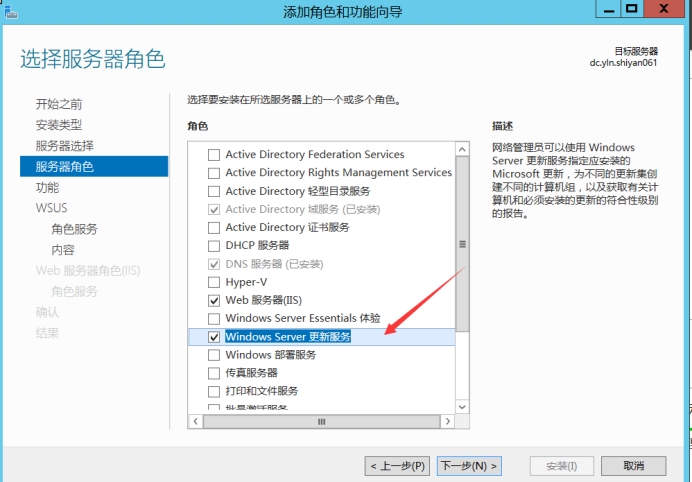 添加角色和功能向导
选择服务器角色
目标服务器
dc.yln.shiyan061
开始之前
安装类型
服务器选择
服务器角色
功能
WSUS
角色服务
内容
Web 服务器角色(IIS)
角色服务
确认
结果
选择要安装在所选服务器上的一个或多个角色。
角色
Active Directory Federation Services
Active Directory Rights Management Services
Active Directory 轻型目录服务
Active Directory 域服务 (已安装)
Active Directory 证书服务
DHCP 服务器
DNS 服务器 (已安装)
Hyper-V
Web 服务器(IIS)
Windows Server Essentials 体验
Windows Server 更新服务
Windows 部署服务
传真服务器
打印和文件服务
批量激活服务
描述
网络管理员可以使用 Windows
Server 更新服务指定应安装的
Microsoft 更新，为不同的更新集创
建不同的计算机组，以及获取有关计
算机和必须安装的更新的符合性级别
的报告。
< 上一步(P)
下一步(N) >
安装(I)
取消